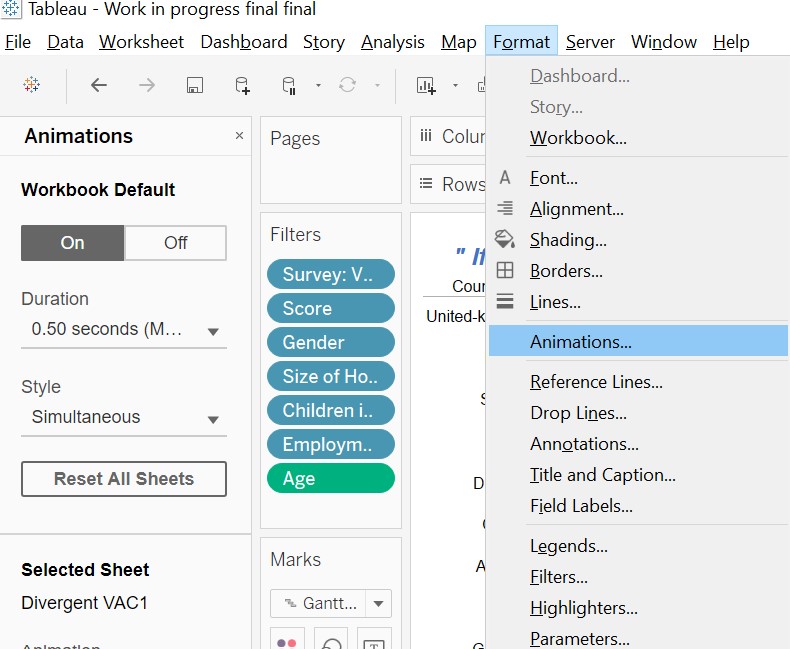 Tableau - Work in progress final final
File Data Worksheet Dashboard Story Analysis Map Format Server Window Help
Animations
Workbook Default
On Off
Duration
0.50 seconds (M...
Style
Simultaneous
Reset All Sheets
Selected Sheet
Divergent VAC1
Animation
Pages
Filters
Survey: V..
Score
Gender
Size of Ho..
Children i..
Employm..
Age
Marks
Gantt...
Colu
Rows
" If
Cour
United-k
D
A
Dashboard...
Story...
Workbook...
Font...
Alignment...
Shading...
Borders...
Lines...
Animations...
Reference Lines...
Drop Lines...
Annotations...
Title and Caption...
Field Labels...
Legends...
Filters...
Highlighters...
Parameters...